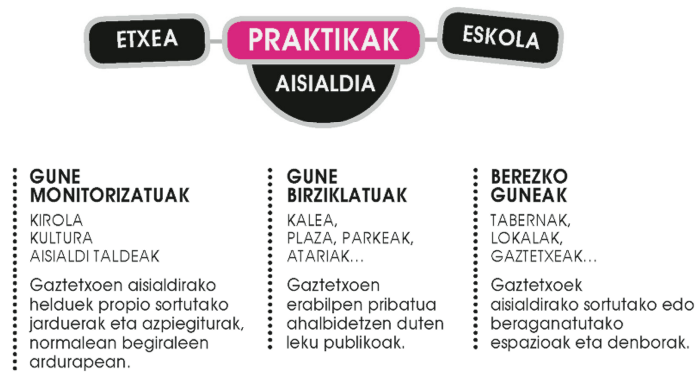 ETXEA
PRAKTIKAK
ESKOLA
AISIALDIA
GUNE
MONITORIZATUAK
KIROLA
KULTURA
AISIALDI TALDEAK
Gaztetxoen aisialdirako
helduek propio sortutako
jarduerak eta azpiegiturak,
normalean begiraleen
ardurapean.
GUNE
BIRZIKLATUAK
KALEA,
PLAZA, PARKEAK,
ATARIAK...
Gaztetxoen
erabilpen pribatua
ahalbidetzen duten
leku publikoak.
BEREZKO
GUNEAK
TABERNAK,
LOKALAK,
GAZTETXEAK...
Gaztetxoek
aisialdirako sortutako edo
beraganatutako
espazioak eta denborak.